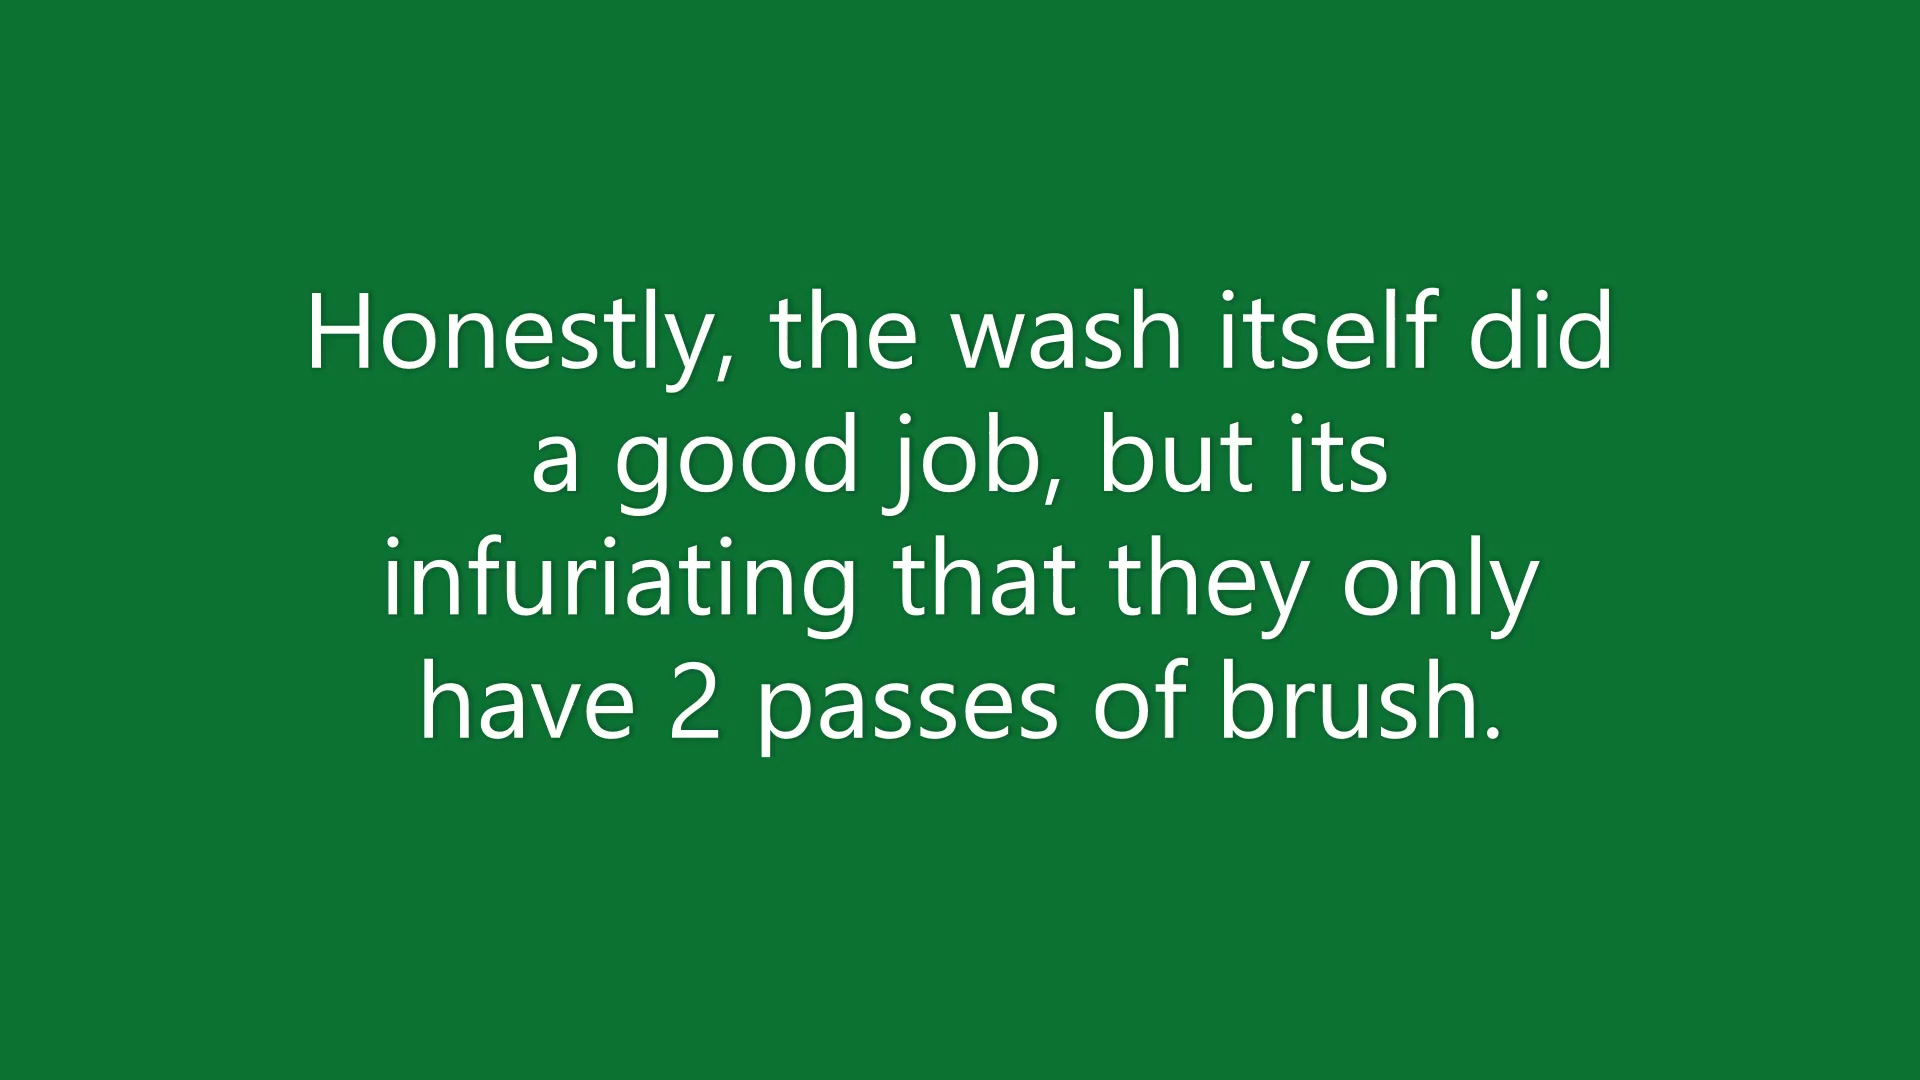 Honestly, the wash itself did
a good job, but its
infuriating that they only
have 2 passes of brush.